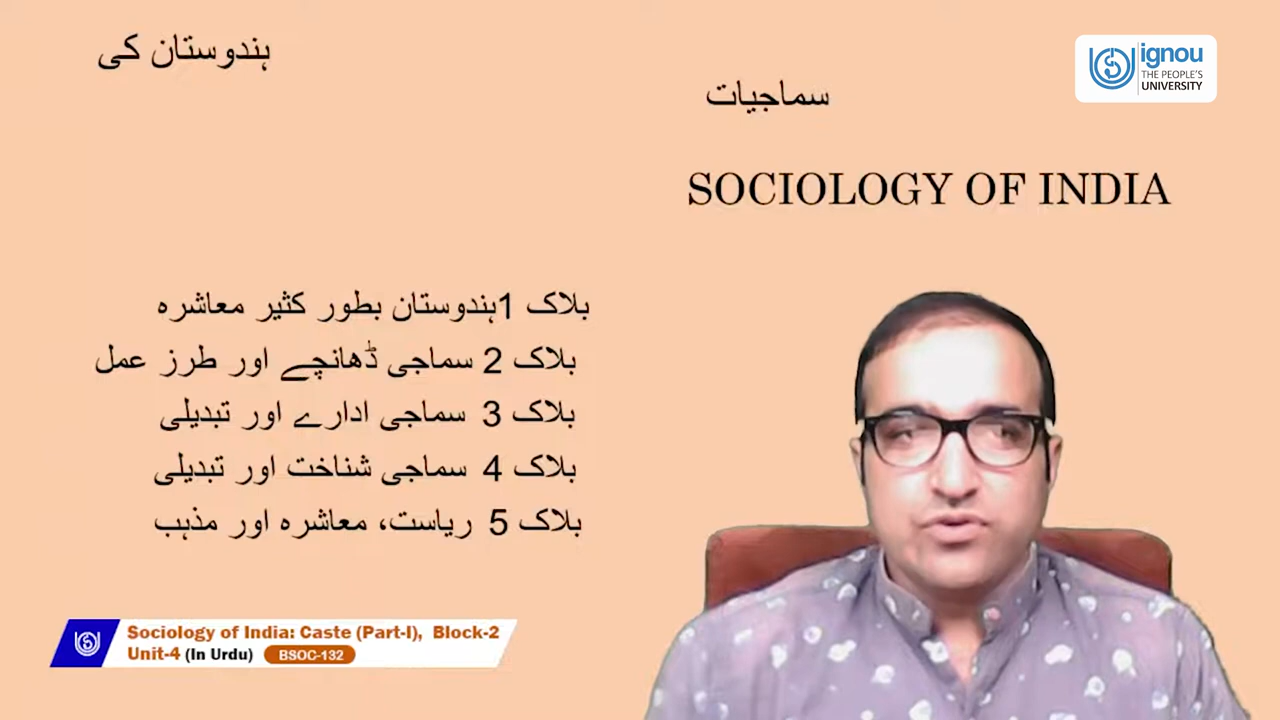 ہندوستان کی
ignou
THE PEOPLE'S
UNIVERSITY
سماجیات
SOCIOLOGY OF INDIA
بلاک 1ہندوستان بطور کثیر معاشرہ
بلاک 2 سماجی ڈھانچے اور طرز عمل
بلاک 3 سماجی ادارے اور تبدیلی
بلاک 4 سماجی شناخت اور تبدیلی
بلاک 5 ریاست، معاشرہ اور مذہب
Sociology of India: Caste (Part-I), Block-2
Unit-4 (In Urdu) BSOC-132